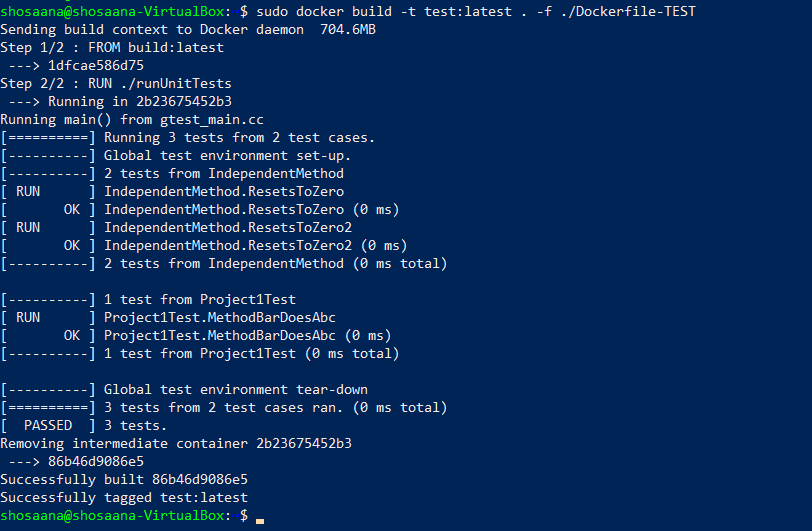 shosaana@shosaana-VirtualBox:~$ sudo docker build -t test:latest . -f ./Dockerfile-TEST
Sending build context to Docker daemon  704.6MB
Step 1/2 : FROM build:latest
 ---> 1dfcae586d75
Step 2/2 : RUN ./runUnitTests
 ---> Running in 2b23675452b3
Running main() from gtest_main.cc
[==========] Running 3 tests from 2 test cases.
[----------] Global test environment set-up.
[----------] 2 tests from IndependentMethod
[ RUN      ] IndependentMethod.ResetsToZero
[       OK ] IndependentMethod.ResetsToZero (0 ms)
[ RUN      ] IndependentMethod.ResetsToZero2
[       OK ] IndependentMethod.ResetsToZero2 (0 ms)
[----------] 2 tests from IndependentMethod (0 ms total)

[----------] 1 test from Project1Test
[ RUN      ] Project1Test.MethodBarDoesAbc
[       OK ] Project1Test.MethodBarDoesAbc (0 ms)
[----------] 1 test from Project1Test (0 ms total)

[----------] Global test environment tear-down
[==========] 3 tests from 2 test cases ran. (0 ms total)
[  PASSED  ] 3 tests.
Removing intermediate container 2b23675452b3
 ---> 86b46d9086e5
Successfully built 86b46d9086e5
Successfully tagged test:latest
shosaana@shosaana-VirtualBox:~$